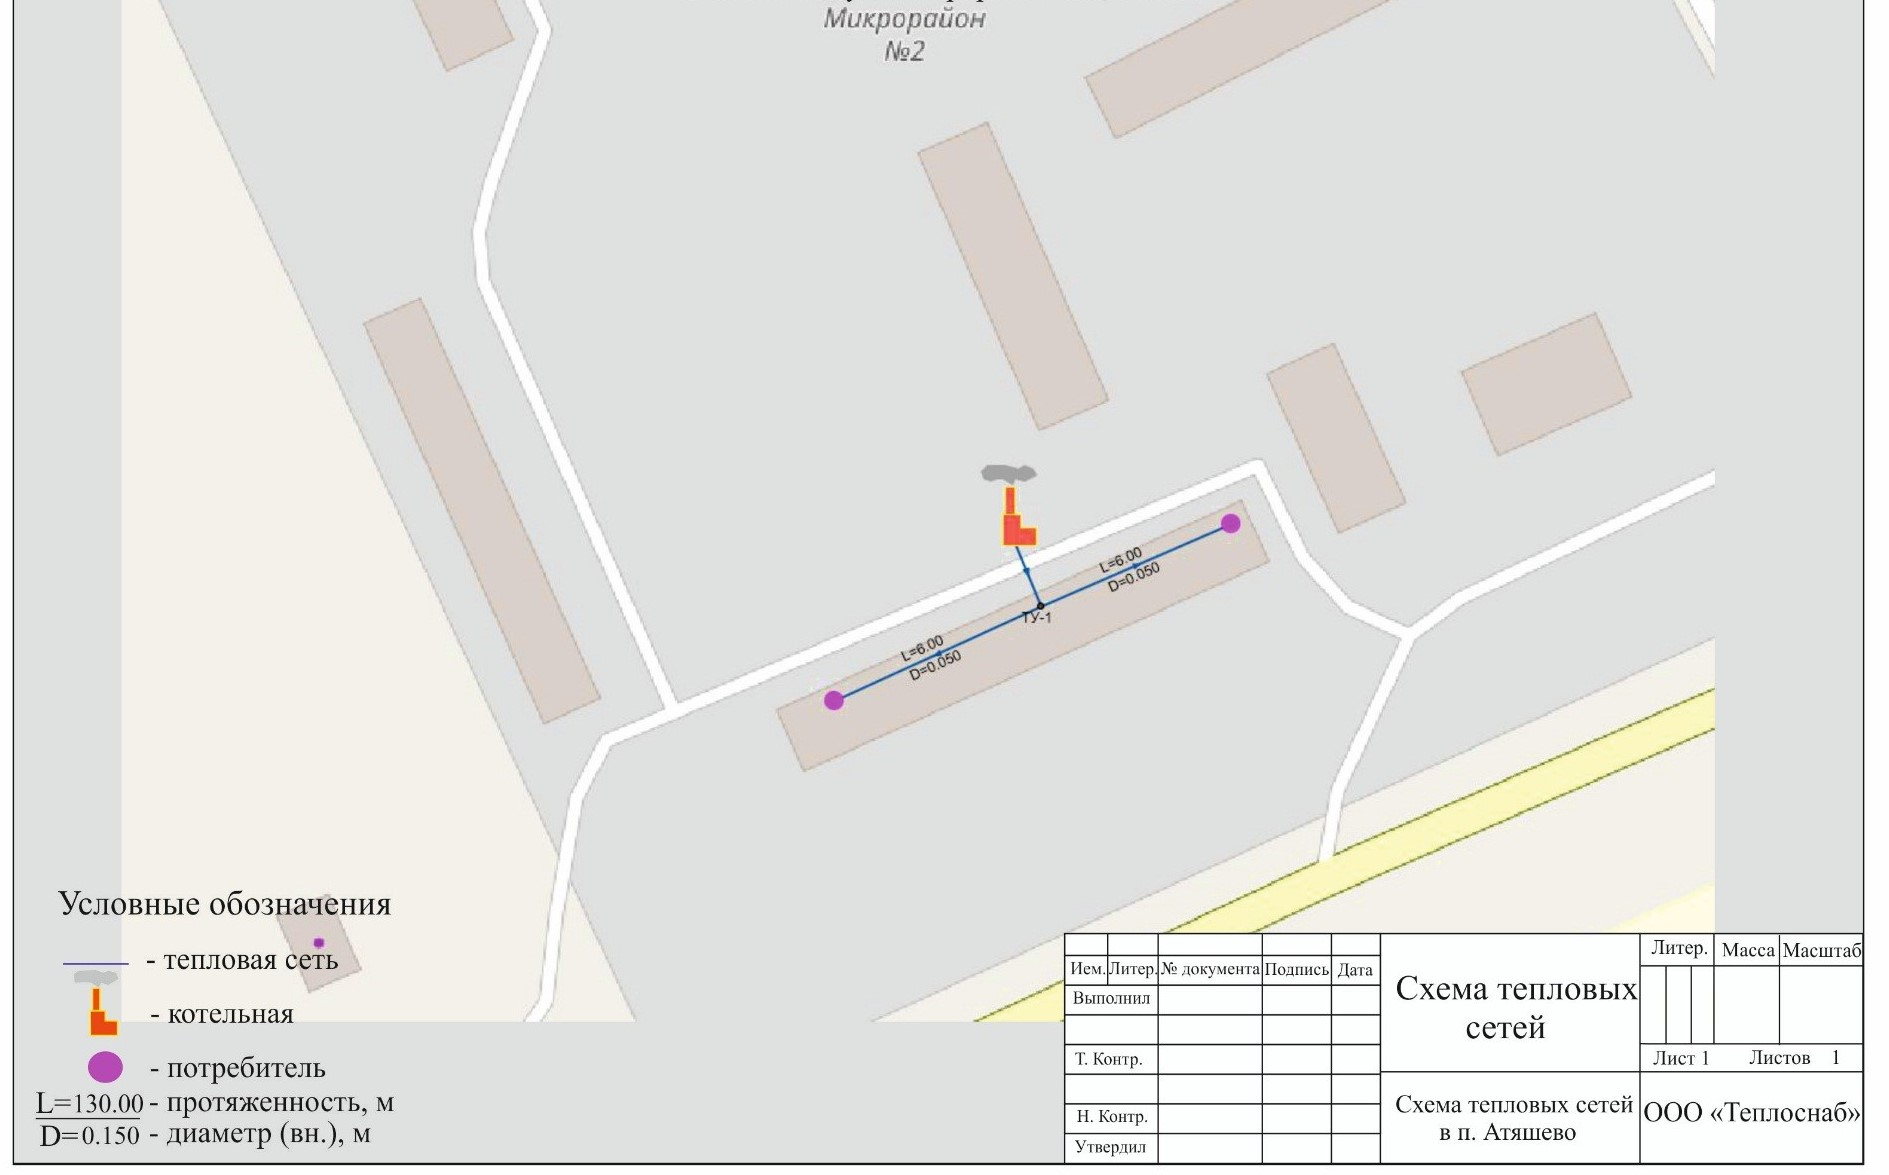 Микрорайон
№2
L=6.00
D=0.050
ТУ-1
L=6.00
D=0.050
Условные обозначения
- тепловая сеть
- котельная
- потребитель
L=130.00 - протяженность, м
D=0.150 - диаметр (вн.), м
Ием. Литер. № документа Подпись Дата
Выполнил
Т. Контр.
Н. Контр.
Утвердил
Схема тепловых
сетей
Литер. Масса Масштаб
Лист 1 Листов 1
Схема тепловых сетей
в п. Атяшево
ООО «Теплоснаб»